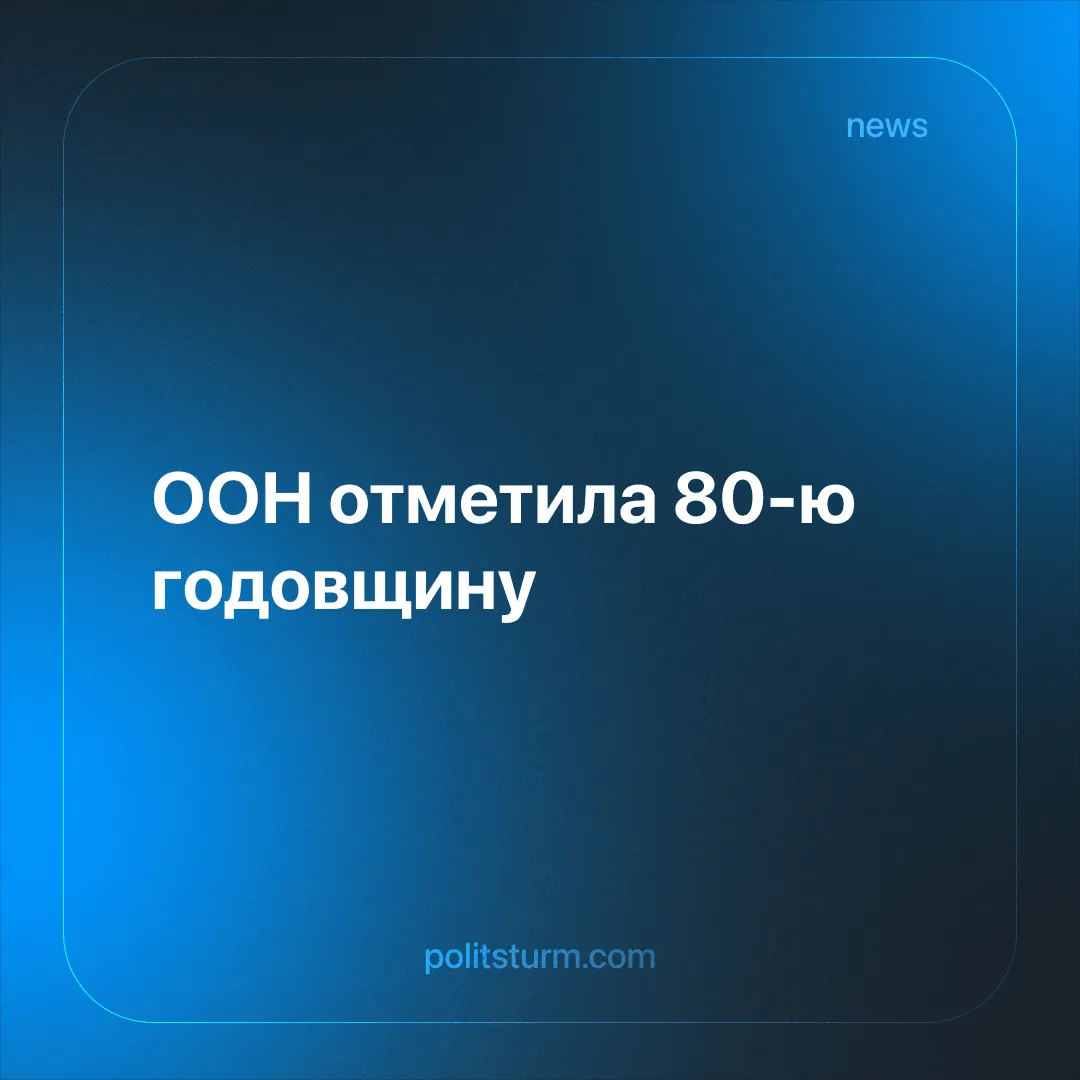 news
ООН отметила 80-ю
годовщину
politsturm.com